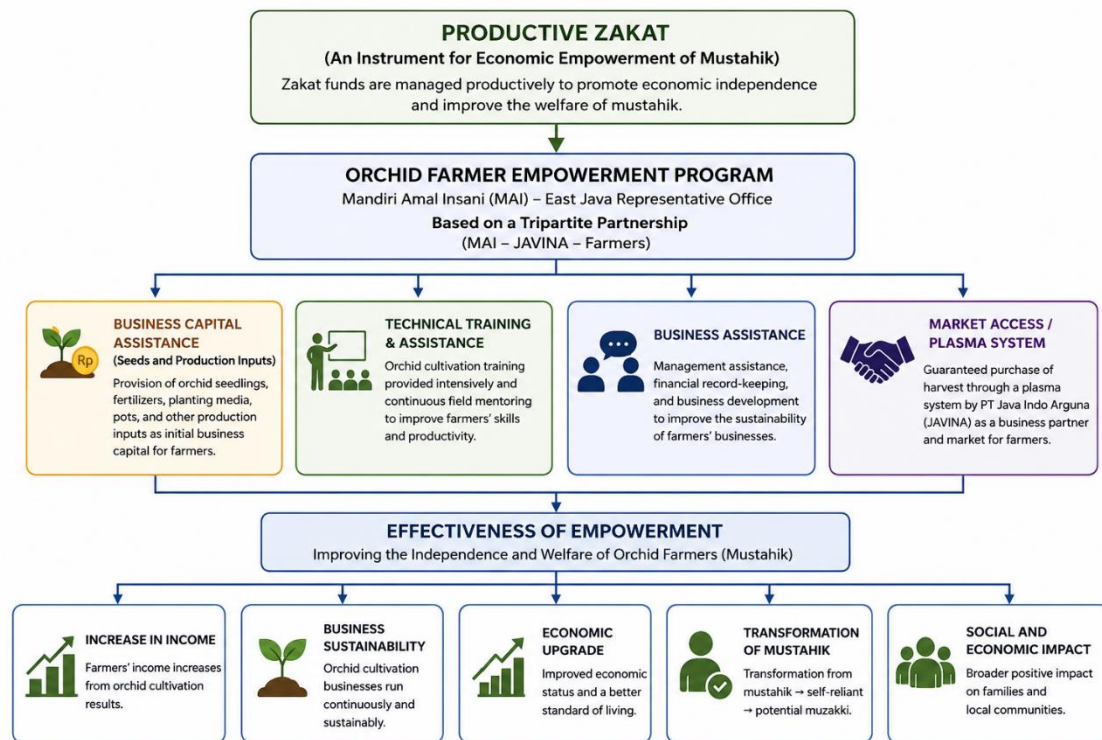 PRODUCTIVE ZAKAT
(An Instrument for Economic Empowerment of Mustahik)
Zakat funds are managed productively to promote economic independence
and improve the welfare of mustahik.
ORCHID FARMER EMPOWERMENT PROGRAM
Mandiri Amal Insani (MAI) – East Java Representative Office
Based on a Tripartite Partnership
(MAI – JAVINA – Farmers)
Rp
BUSINESS CAPITAL
ASSISTANCE
(Seeds and Production Inputs)
Provision of orchid seedlings,
fertilizers, planting media,
pots, and other production
inputs as initial business
capital for farmers.
TECHNICAL TRAINING
& ASSISTANCE
Orchid cultivation training
provided intensively and
continuous field mentoring
to improve farmers' skills
and productivity.
BUSINESS ASSISTANCE
Management assistance,
financial record-keeping,
and business development
to improve the sustainability
of farmers' businesses.
MARKET ACCESS /
PLASMA SYSTEM
Guaranteed purchase of
harvest through a plasma
system by PT Java Indo Arguna
(JAVINA) as a business partner
and market for farmers.
EFFECTIVENESS OF EMPOWERMENT
Improving the Independence and Welfare of Orchid Farmers (Mustahik)
INCREASE IN INCOME
Farmers' income increases
from orchid cultivation
results.
BUSINESS
SUSTAINABILITY
Orchid cultivation
businesses run
continuously and
sustainably.
ECONOMIC
UPGRADE
Improved economic
status and a better
standard of living.
TRANSFORMATION
OF MUSTAHIK
Transformation from
mustahik → self-reliant
→ potential muzakki.
SOCIAL AND
ECONOMIC IMPACT
Broader positive impact
on families and
local communities.